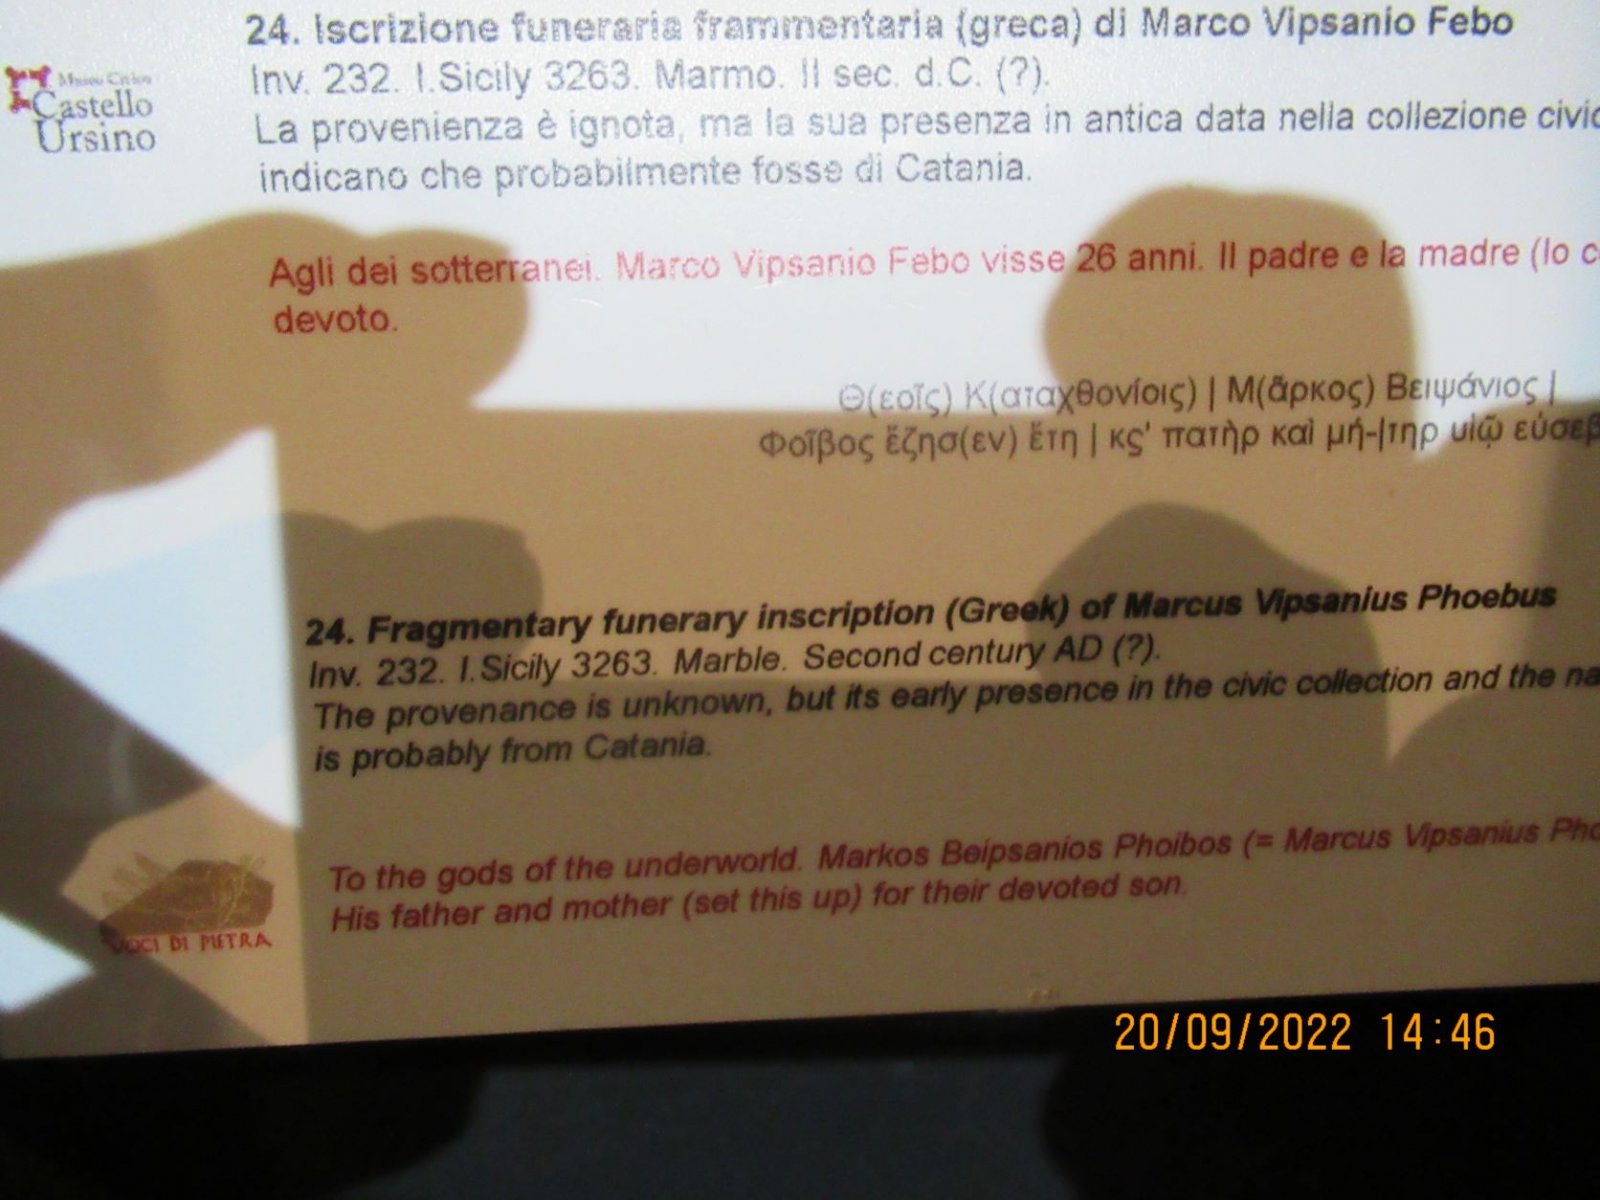 24. Iscrizione funeraria frammentaria (greca) di Marco Vipsanio Febo
Inv. 232. I.Sicily 3263. Marmo. II sec. d.C. (?).
La provenienza è ignota, ma la sua presenza in antica data nella collezione
indicano che probabilmente fosse di Catania.
Museo Civico
Castello
Ursino
Agli dei sotterranei. Marco Vipsanio Febo visse 26 anni. Il padre e la madre (lo
devoto.
Θ(εοῖς) Κ(αταχθονίοις) | Μ(ᾶρκος) Βειψάνιος |
Φοῖβος ἔζησ(εν) ἔτη | κϛ' πατὴρ καὶ μή-|τηρ υἱῷ
24. Fragmentary funerary inscription (Greek) of Marcus Vipsanius Phoebus
Inv. 232. I.Sicily 3263. Marble. Second century AD (?).
The provenance is unknown, but its early presence in the civic collection and the
is probably from Catania.
To the gods of the underworld. Markos Beipsanios Phoibos (= Marcus Vipsanius
His father and mother (set this up) for their devoted son.
VOCI DI PIETRA
20/09/2022 14:46